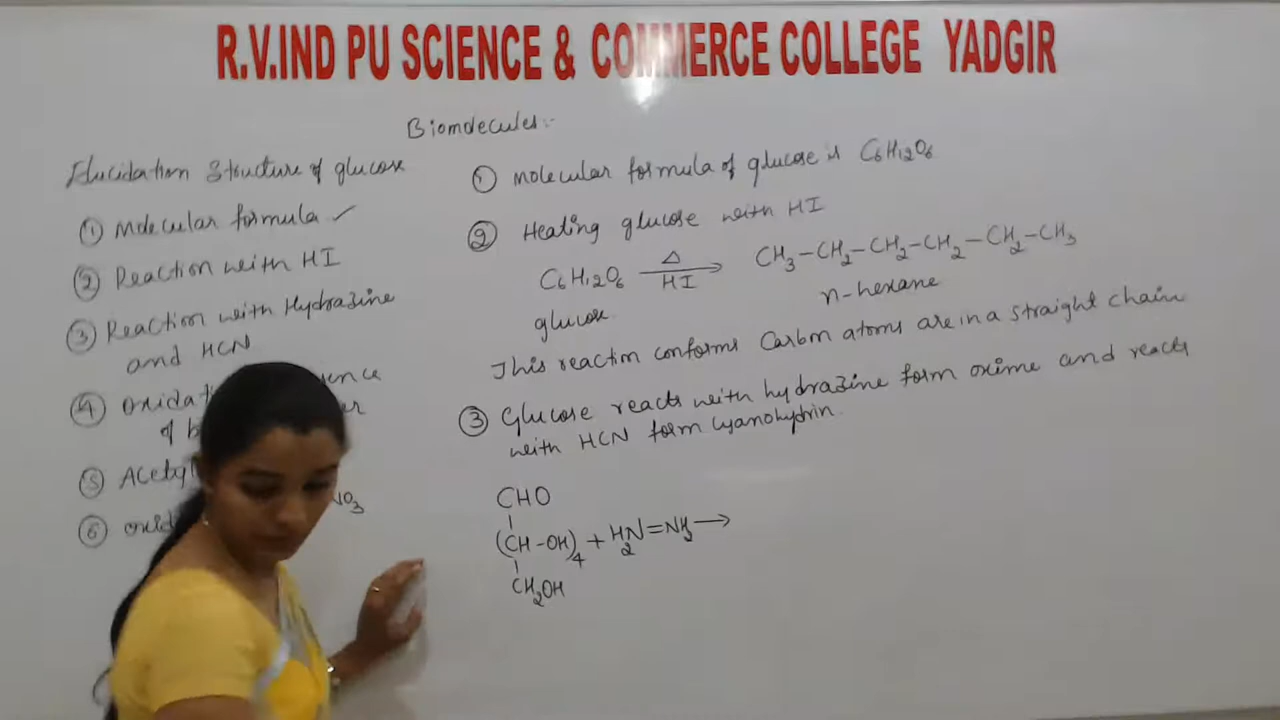 R.V.IND PU SCIENCE & COMMERCE COLLEGE YADGIR
Biomolecules:-
Elucidation Structure of glucose
① Molecular formula ✓
② Reaction with HI
③ Reaction with Hydrazine
and HCN
④
of
⑤
⑥
① Molecular formula of glucose is C6H12O6
② Heating glucose with HI
C6H12O6 —Δ/HI→ CH3-CH2-CH2-CH2-CH2-CH3
glucose n-hexane
This reaction conforms Carbon atoms are in a straight chain
③ Glucose reacts with hydrazine form oxime and reacts
with HCN form cyanohydrin.
CHO
(CH-OH)4 + H2N=NH2 →
CH2OH